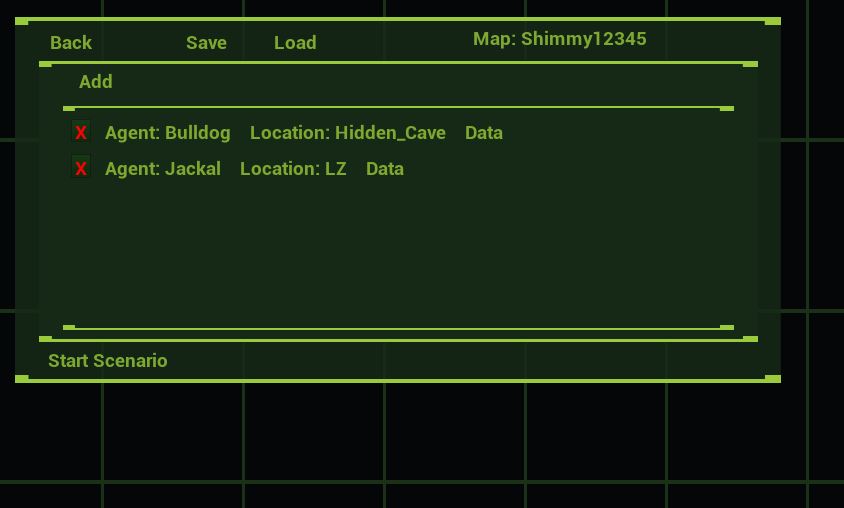 Back Save Load Map: Shimmy12345
Add
X Agent: Bulldog Location: Hidden_Cave Data
X Agent: Jackal Location: LZ Data
Start Scenario